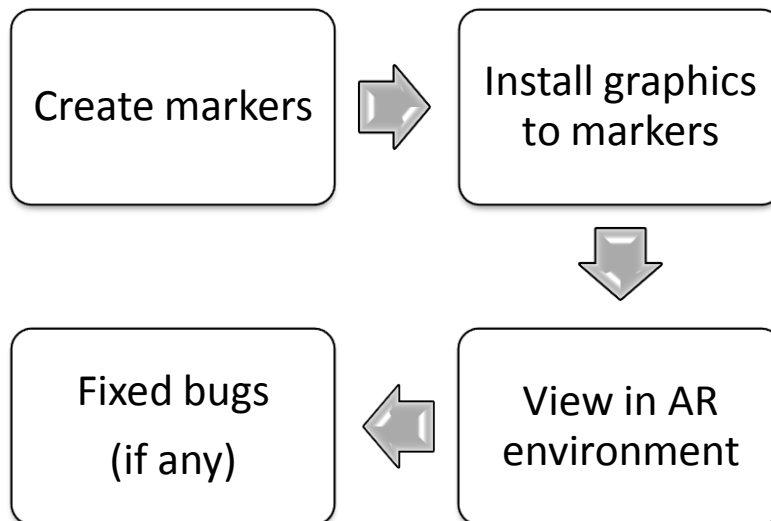 Create markers
Install graphics
to markers
View in AR
environment
Fixed bugs
(if any)